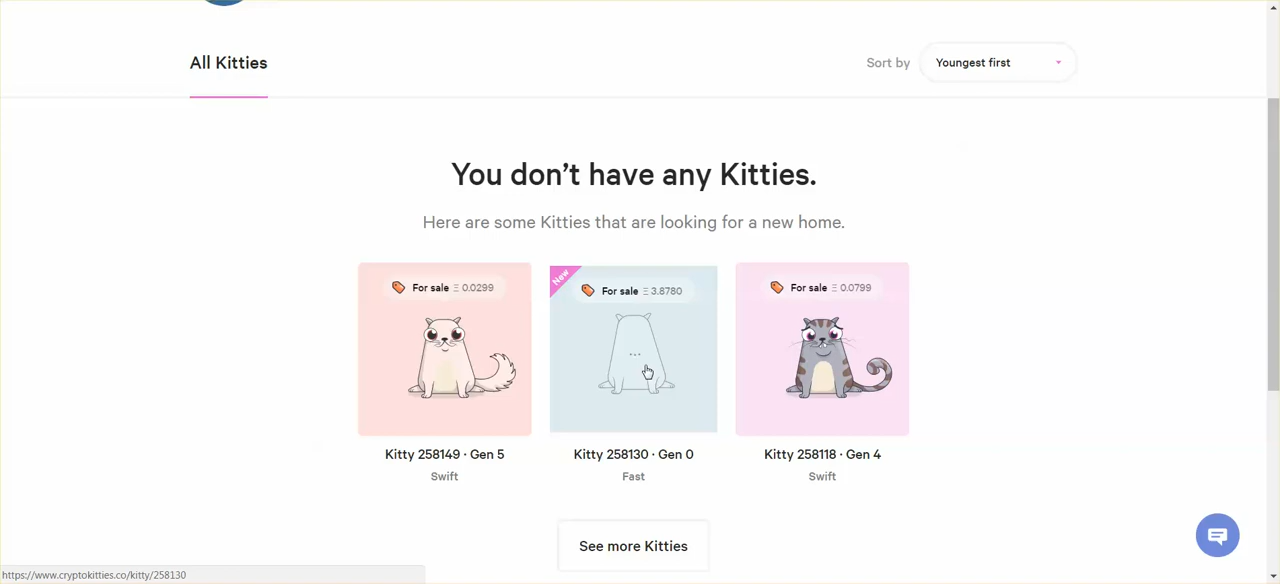 All Kitties
Sort by Youngest first
You don’t have any Kitties.
Here are some Kitties that are looking for a new home.
For sale Ξ 0.0299
New
For sale Ξ 3.8780
For sale Ξ 0.0799
Kitty 258149 · Gen 5
Kitty 258130 · Gen 0
Kitty 258118 · Gen 4
Swift
Fast
Swift
See more Kitties
https://www.cryptokitties.co/kitty/258130